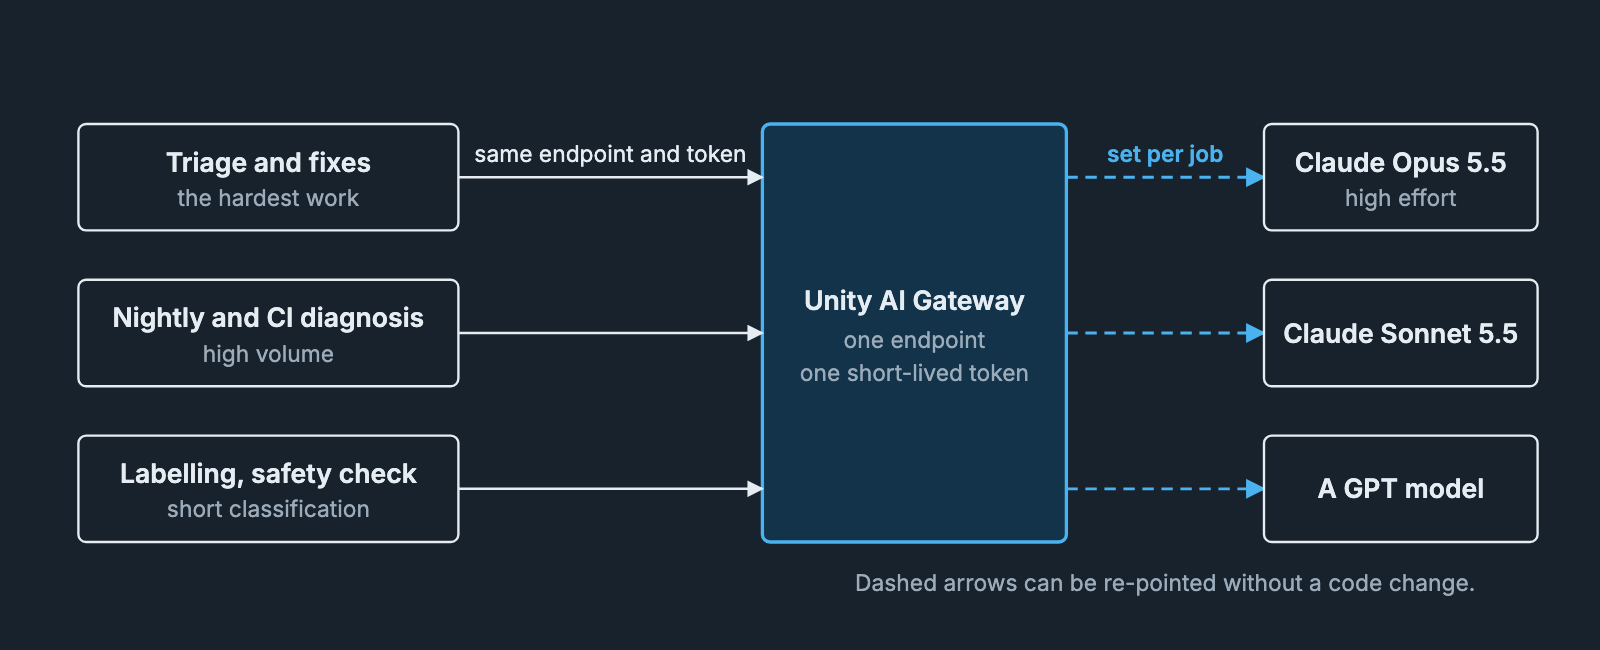 Triage and fixes
the hardest work
same endpoint and token
set per job
Claude Opus 5.5
high effort
Nightly and CI diagnosis
high volume
Unity AI Gateway
one endpoint
one short-lived token
Claude Sonnet 5.5
Labelling, safety check
short classification
A GPT model
Dashed arrows can be re-pointed without a code change.